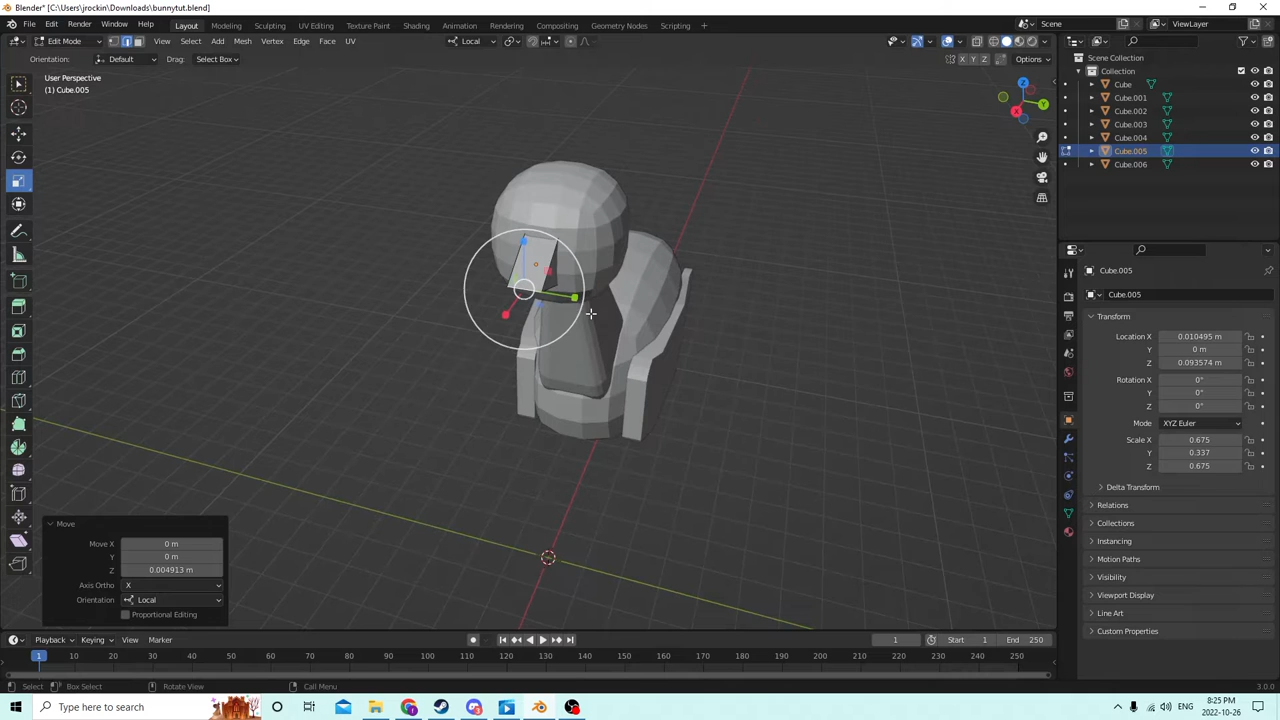 Blender* [C:\Users\jrockin\Downloads\bunnytut.blend]
File Edit Render Window Help Layout Modeling Sculpting UV Editing Texture Paint Shading Animation Rendering Compositing Geometry Nodes Scripting Scene ViewLayer
Edit Mode View Select Add Mesh Vertex Edge Face UV Local
Orientation: Default Drag: Select Box X Y Z Options
User Perspective
(1) Cube.005
Z
Y
X
Scene Collection
Collection
Cube
Cube.001
Cube.002
Cube.003
Cube.004
Cube.005
Cube.006
Cube.005
Cube.005
Transform
Location X 0.010495 m
Y 0 m
Z 0.093574 m
Rotation X 0°
Y 0°
Z 0°
Mode XYZ Euler
Scale X 0.675
Y 0.337
Z 0.675
Delta Transform
Relations
Collections
Instancing
Motion Paths
Visibility
Viewport Display
Line Art
Custom Properties
Move
Move X 0 m
Y 0 m
Z 0.004913 m
Axis Ortho X
Orientation Local
Proportional Editing
Playback Keying View Marker 1 Start 1 End 250
1 10 20 30 40 50 60 70 80 90 100 110 120 130 140 150 160 170 180 190 200 210 220 230 240 250
Select Box Select Rotate View Call Menu 3.0.0
Type here to search ENG 8:25 PM
2022-10-26